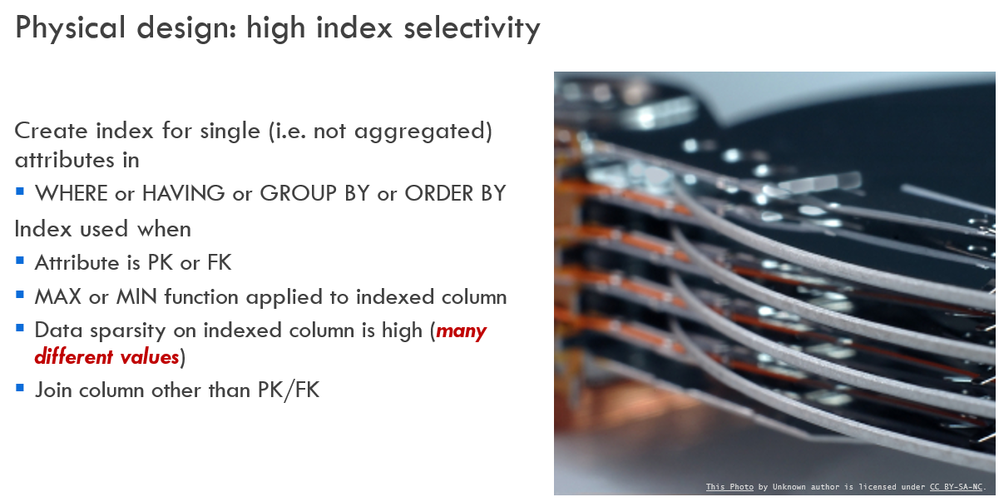 Physical design: high index selectivity
Create index for single (i.e. not aggregated)
attributes in
▪ WHERE or HAVING or GROUP BY or ORDER BY
Index used when
▪ Attribute is PK or FK
▪ MAX or MIN function applied to indexed column
▪ Data sparsity on indexed column is high (many
different values)
▪ Join column other than PK/FK
This Photo by Unknown author is licensed under CC BY-SA-NC.